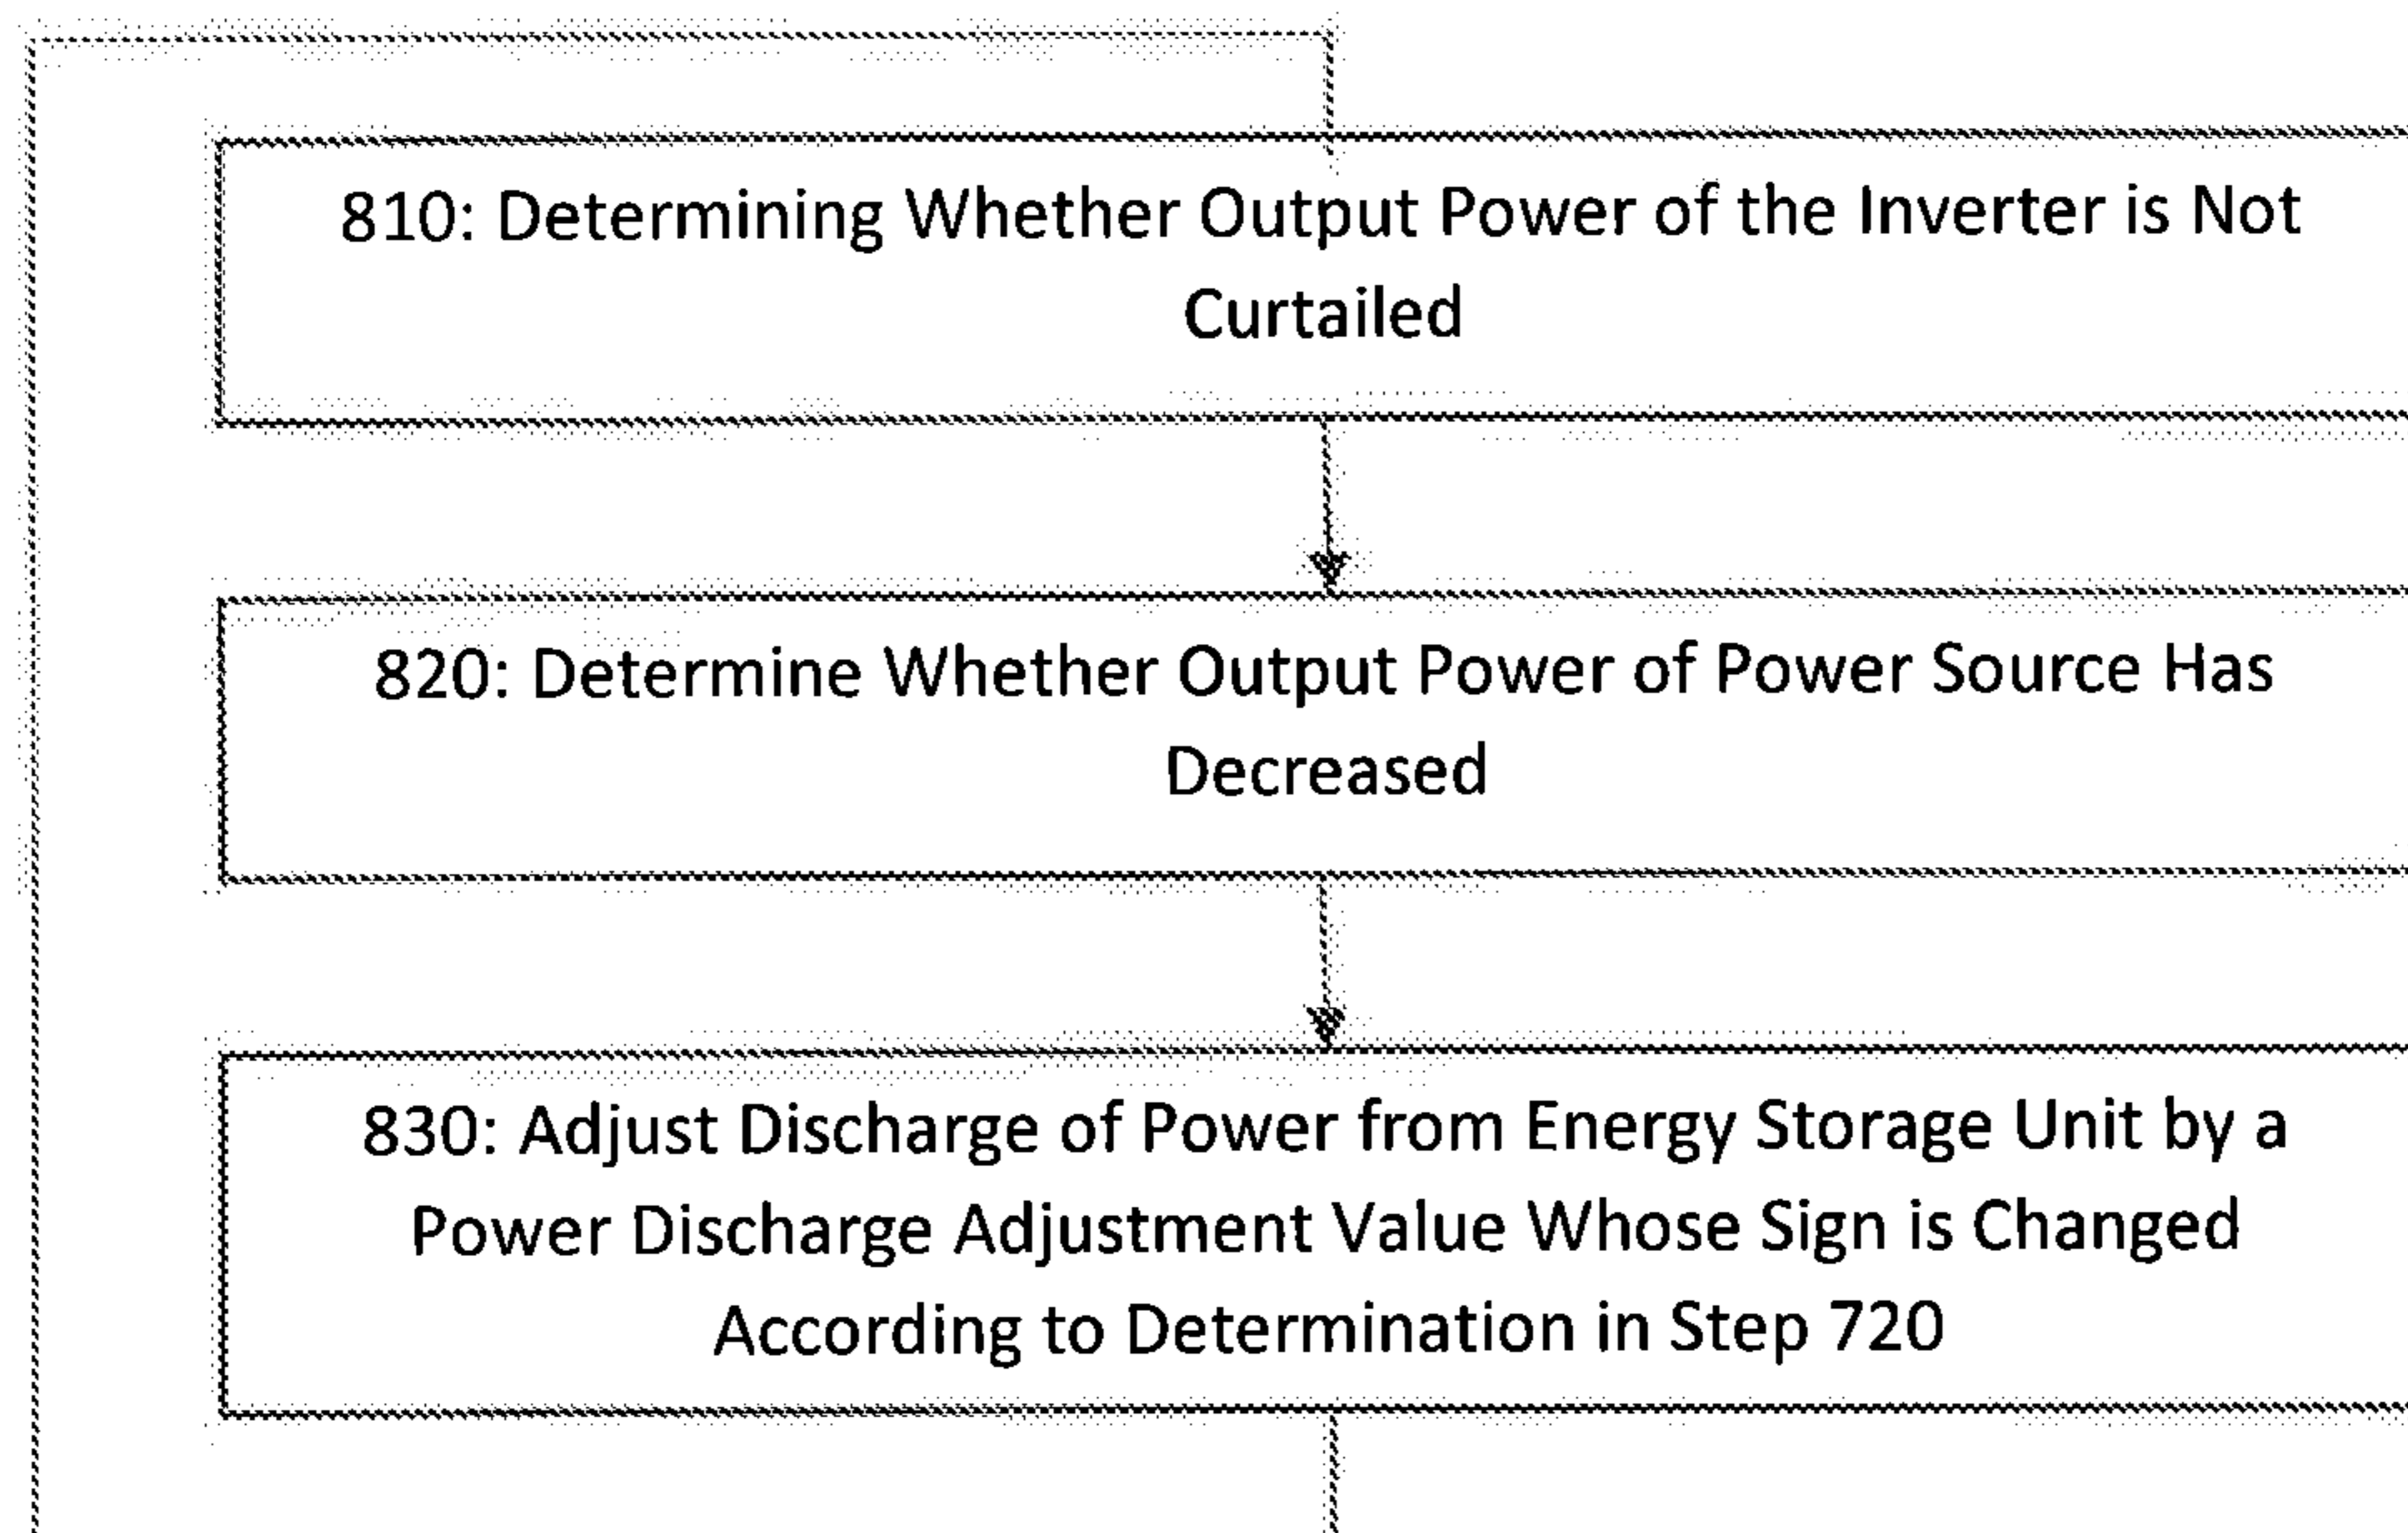 810: Determining Whether Output Power of the Inverter is Not
Curtailed
820: Determine Whether Output Power of Power Source Has
Decreased
830: Adjust Discharge of Power from Energy Storage Unit by a
Power Discharge Adjustment Value Whose Sign is Changed
According to Determination in Step 720